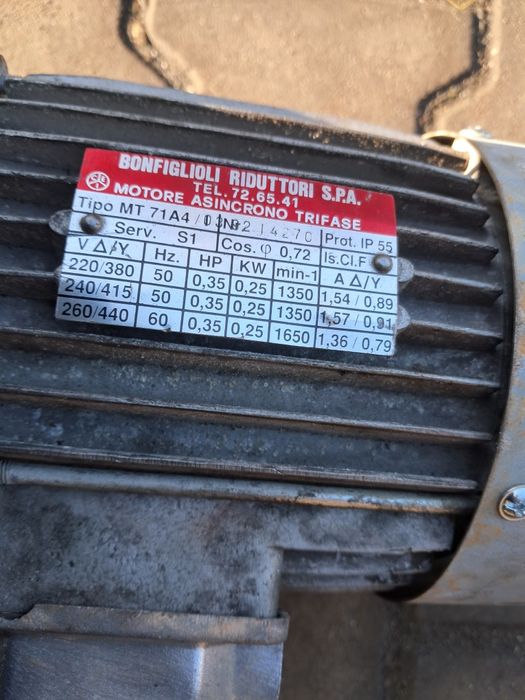 BONFIGLIOLI RIDUTTORI S.P.A.
TEL. 72.65.41
MOTORE ASINCRONO TRIFASE
Tipo MT 71A4 Nr Prot. IP 55
Serv. S1 Cos. φ 0,72 Is.Cl.F
V Δ/Y Hz. HP KW min-1 A Δ/Y
220/380 50 0,35 0,25 1350 1,54 / 0,89
240/415 50 0,35 0,25 1350 1,57 / 0,91
260/440 60 0,35 0,25 1650 1,36 / 0,79